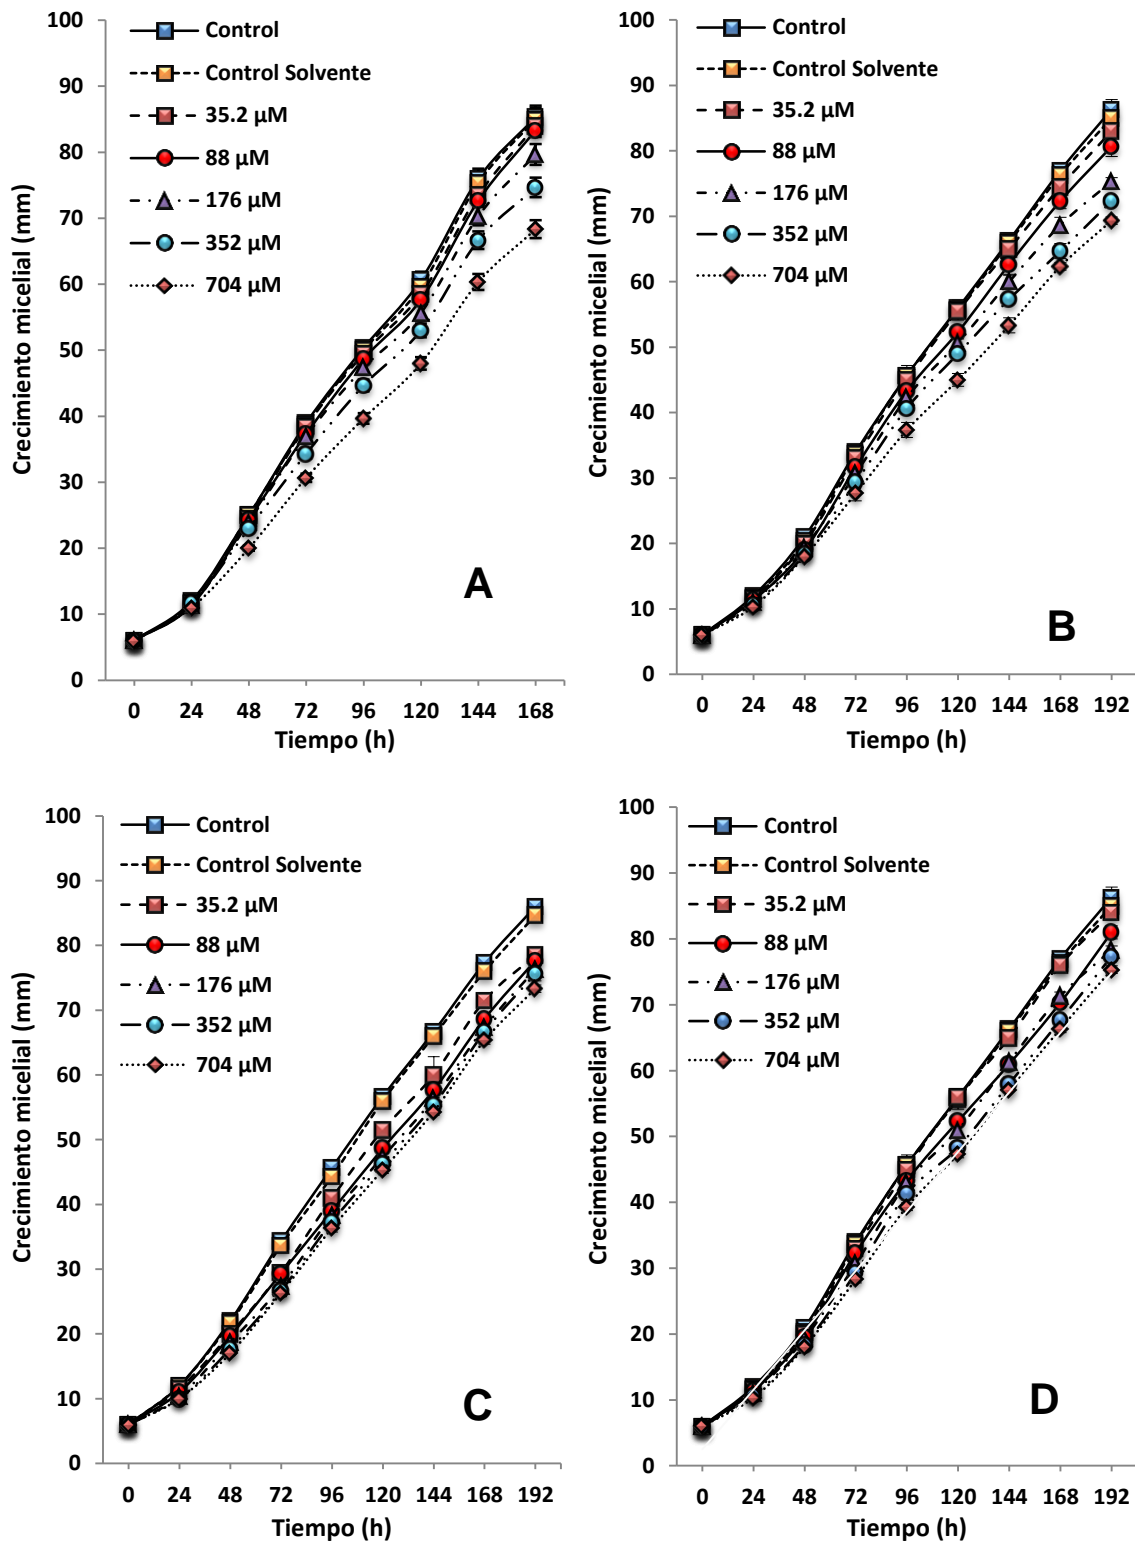 100
90
80
70
60
50
40
30
20
10
0
Crecimiento micelial (mm)
Control
Control Solvente
35.2 µM
88 µM
176 µM
352 µM
704 µM
A
0 24 48 72 96 120 144 168
Tiempo (h)
100
90
80
70
60
50
40
30
20
10
0
Crecimiento micelial (mm)
Control
Control Solvente
35.2 µM
88 µM
176 µM
352 µM
704 µM
B
0 24 48 72 96 120 144 168 192
Tiempo (h)
100
90
80
70
60
50
40
30
20
10
0
Crecimiento micelial (mm)
Control
Control Solvente
35.2 µM
88 µM
176 µM
352 µM
704 µM
C
0 24 48 72 96 120 144 168 192
Tiempo (h)
100
90
80
70
60
50
40
30
20
10
0
Crecimiento micelial (mm)
Control
Control Solvente
35.2 µM
88 µM
176 µM
352 µM
704 µM
D
0 24 48 72 96 120 144 168 192
Tiempo (h)